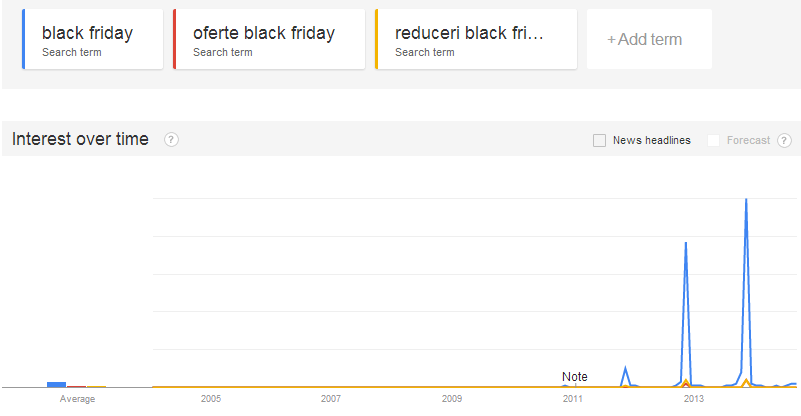 black friday
Search term
oferte black friday
Search term
reduceri black fri...
Search term
+Add term
Interest over time ?
News headlines
Forecast ?
Note
Average
2005
2007
2009
2011
2013